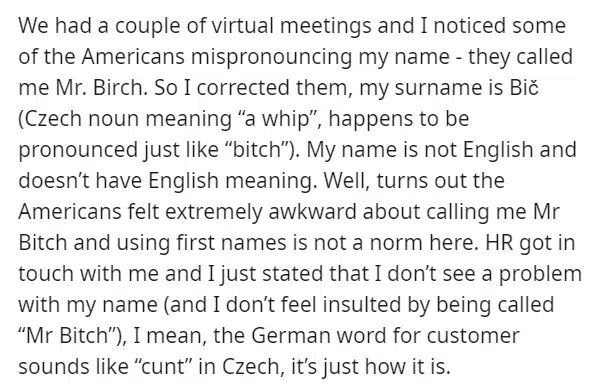 We had a couple of virtual meetings and I noticed some
of the Americans mispronouncing my name - they called
me Mr. Birch. So I corrected them, my surname is Bič
(Czech noun meaning “a whip”, happens to be
pronounced just like “bitch”). My name is not English and
doesn’t have English meaning. Well, turns out the
Americans felt extremely awkward about calling me Mr
Bitch and using first names is not a norm here. HR got in
touch with me and I just stated that I don’t see a problem
with my name (and I don’t feel insulted by being called
“Mr Bitch”), I mean, the German word for customer
sounds like “cunt” in Czech, it’s just how it is.